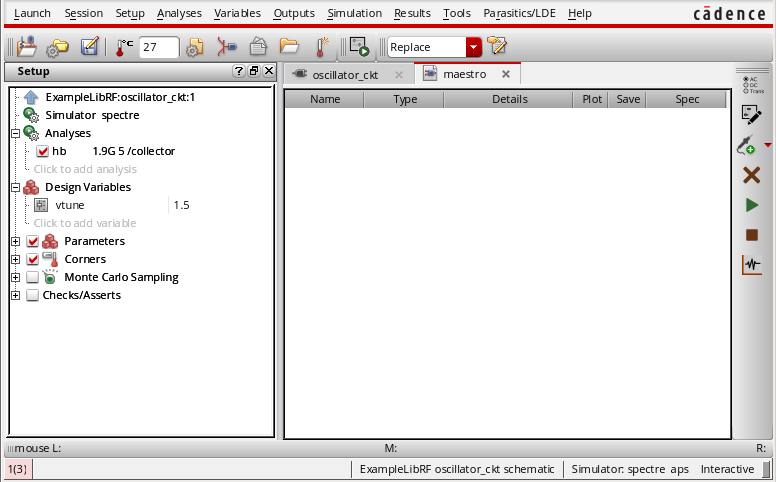 Launch Session Setup Analyses Variables Outputs Simulation Results Tools Parasitics/LDE Help cādence
°C 27 Replace
Setup ?
oscillator_ckt maestro
AC
DC
Trans
Name Type Details Plot Save Spec
ExampleLibRF:oscillator_ckt:1
Simulator spectre
Analyses
hb 1.9G 5 /collector
Click to add analysis
Design Variables
vtune 1.5
Click to add variable
Parameters
Corners
Monte Carlo Sampling
Checks/Asserts
mouse L: M: R:
1(3) ExampleLibRF oscillator_ckt schematic Simulator: spectre aps Interactive